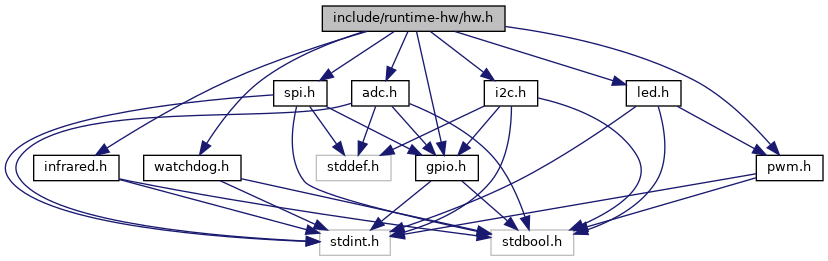 include/runtime-hw/hw.h
spi.h
adc.h
i2c.h
led.h
infrared.h
watchdog.h
stddef.h
gpio.h
pwm.h
stdint.h
stdbool.h